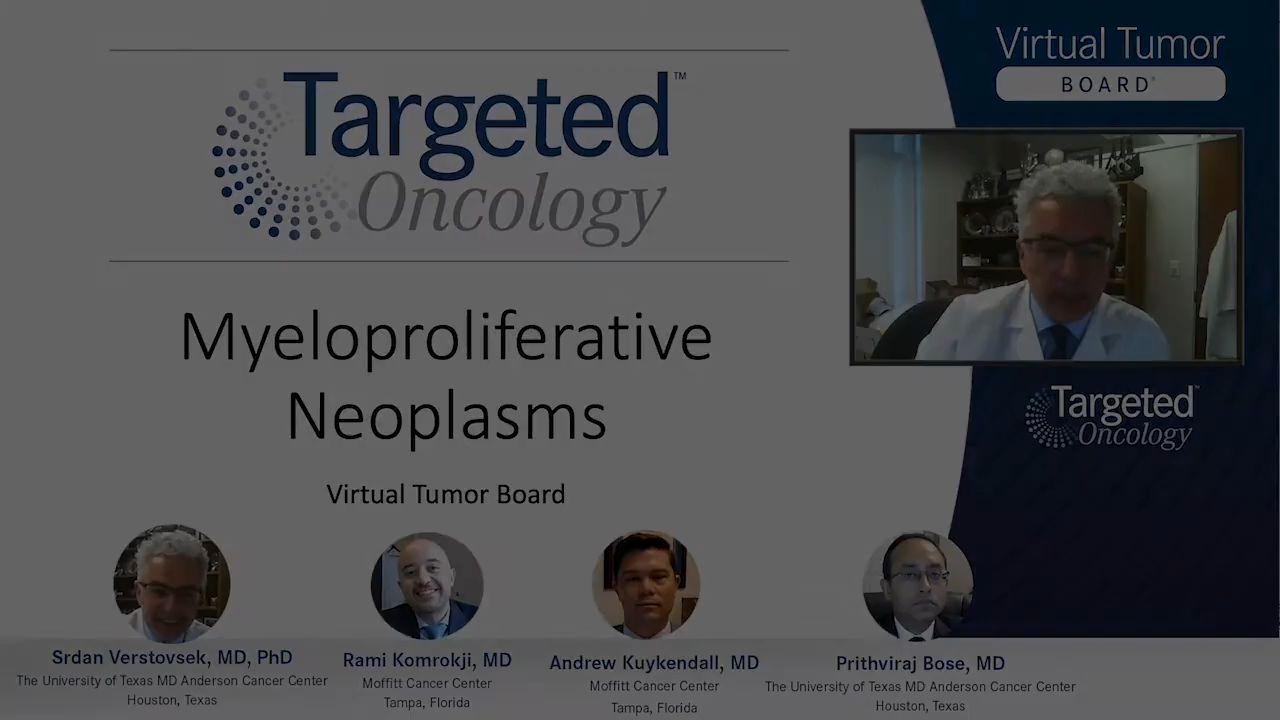 Targeted™
Oncology
Myeloproliferative
Neoplasms
Virtual Tumor Board
Virtual Tumor
BOARD®
Targeted™
Oncology
Srdan Verstovsek, MD, PhD
The University of Texas MD Anderson Cancer Center
Houston, Texas
Rami Komrokji, MD
Moffitt Cancer Center
Tampa, Florida
Andrew Kuykendall, MD
Moffitt Cancer Center
Tampa, Florida
Prithviraj Bose, MD
The University of Texas MD Anderson Cancer Center
Houston, Texas